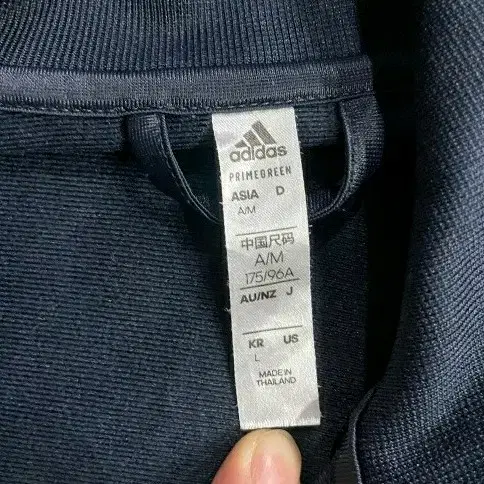 adidas
PRIMEGREEN
ASIA D
A/M
中国尺码
A/M
175/96A
AU/NZ J
KR US
L
MADE IN
THAILAND